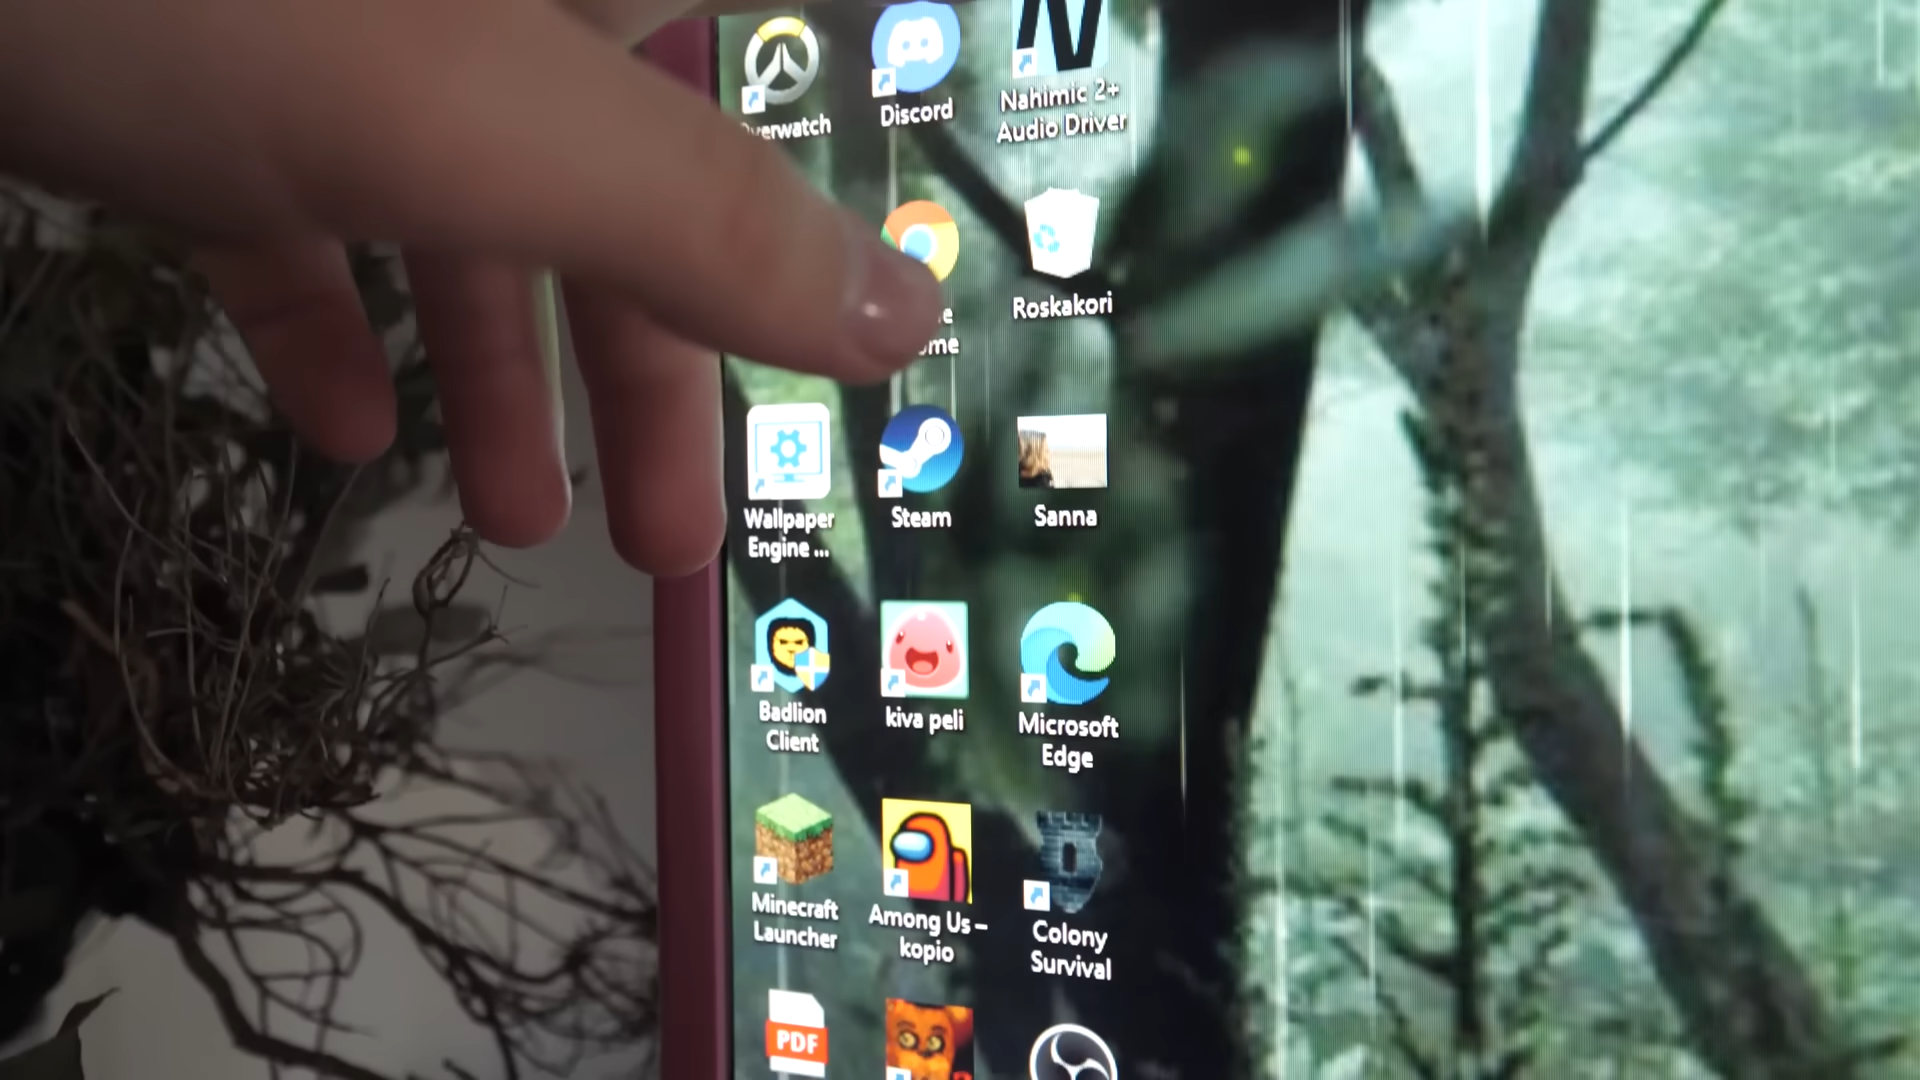 Discord
Nahimic 2+
Audio Driver
Roskakori
Wallpaper
Engine ...
Steam
Sanna
Badlion
Client
kiva peli
Microsoft
Edge
Minecraft
Launcher
Among Us –
kopio
Colony
Survival
PDF